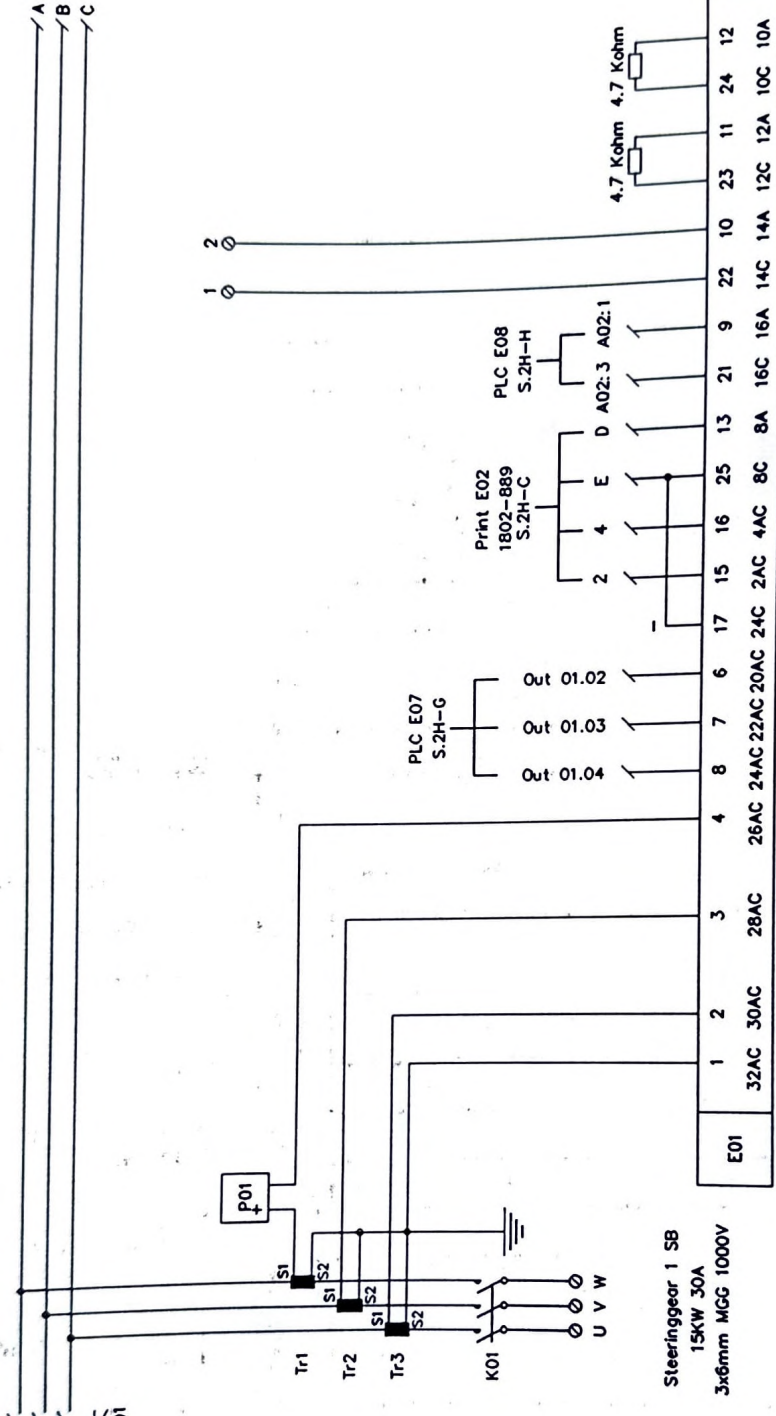 A
B
C
P01
+
S1
S2
S1
S2
S1
S2
Tr1
Tr2
Tr3
K01
U V W
Steeringgear 1 SB
15KW 30A
3x6mm MGG 1000V
PLC E07
S.2H-G
Out 01.04
Out 01.03
Out 01.02
Print E02
1802-889
S.2H-C
2 4 E D
PLC E08
S.2H-H
A02:3 A02:1
1 2
4.7 Kohm 4.7 Kohm
-
1 2 3 4 8 7 6 17 15 16 25 13 21 9 22 10 23 11 24 12
E01
32AC 30AC 28AC 26AC 24AC 22AC 20AC 24C 2AC 4AC 8C 8A 16C 16A 14C 14A 12C 12A 10C 10A